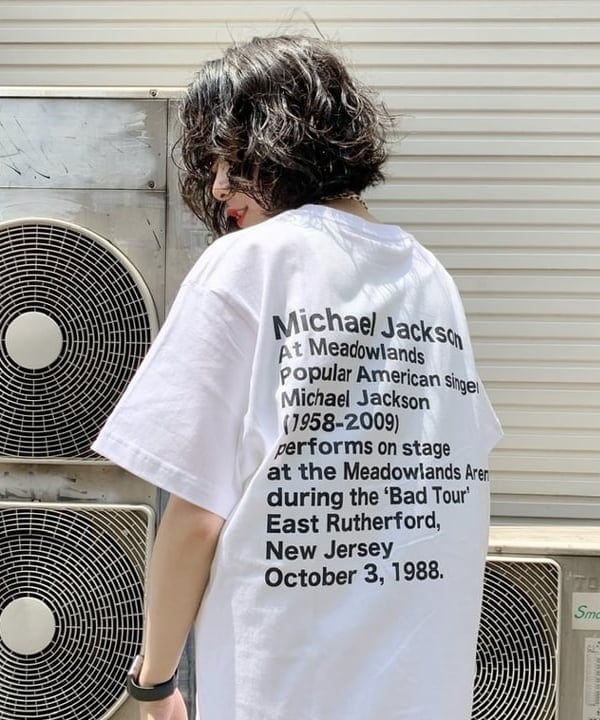 Michael Jackson
At Meadowlands
Popular American singer
Michael Jackson
(1958-2009)
performs on stage
at the Meadowlands Aren
during the ‘Bad Tour’
East Rutherford,
New Jersey
October 3, 1988.